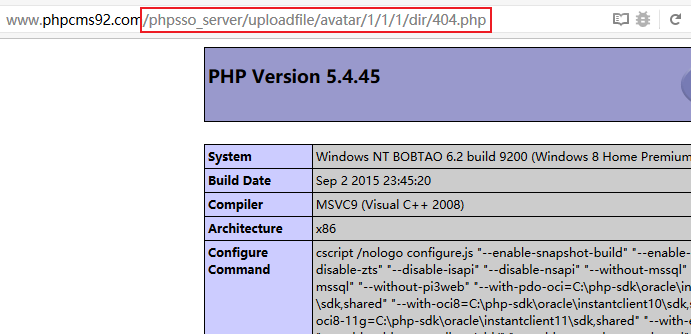 www.phpcms92.com/phpsso_server/uploadfile/avatar/1/1/1/dir/404.php
PHP Version 5.4.45
System Windows NT BOBTAO 6.2 build 9200 (Windows 8 Home Premium
Build Date Sep 2 2015 23:45:20
Compiler MSVC9 (Visual C++ 2008)
Architecture x86
Configure Command cscript /nologo configure.js "--enable-snapshot-build" "--enable-
disable-zts" "--disable-isapi" "--disable-nsapi" "--without-mssql"
mssql" "--without-pi3web" "--with-pdo-oci=C:\php-sdk\oracle\in
\sdk,shared" "--with-oci8=C:\php-sdk\oracle\instantclient10\sdk,
oci8-11g=C:\php-sdk\oracle\instantclient11\sdk,shared" "--with-